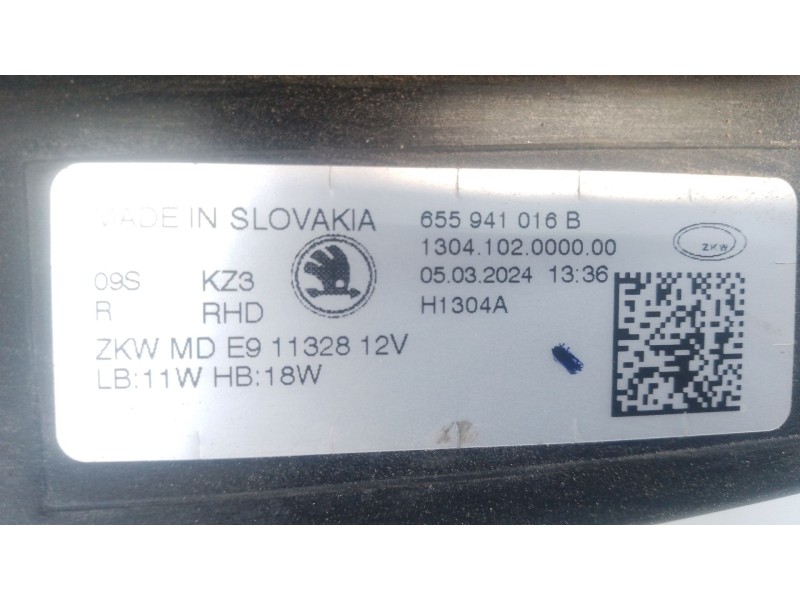 MADE IN SLOVAKIA
655 941 016 B
1304.102.0000.00
ZKW
09S KZ3
05.03.2024 13:36
R RHD
H1304A
ZKW MD E9 11328 12V
LB:11W HB:18W